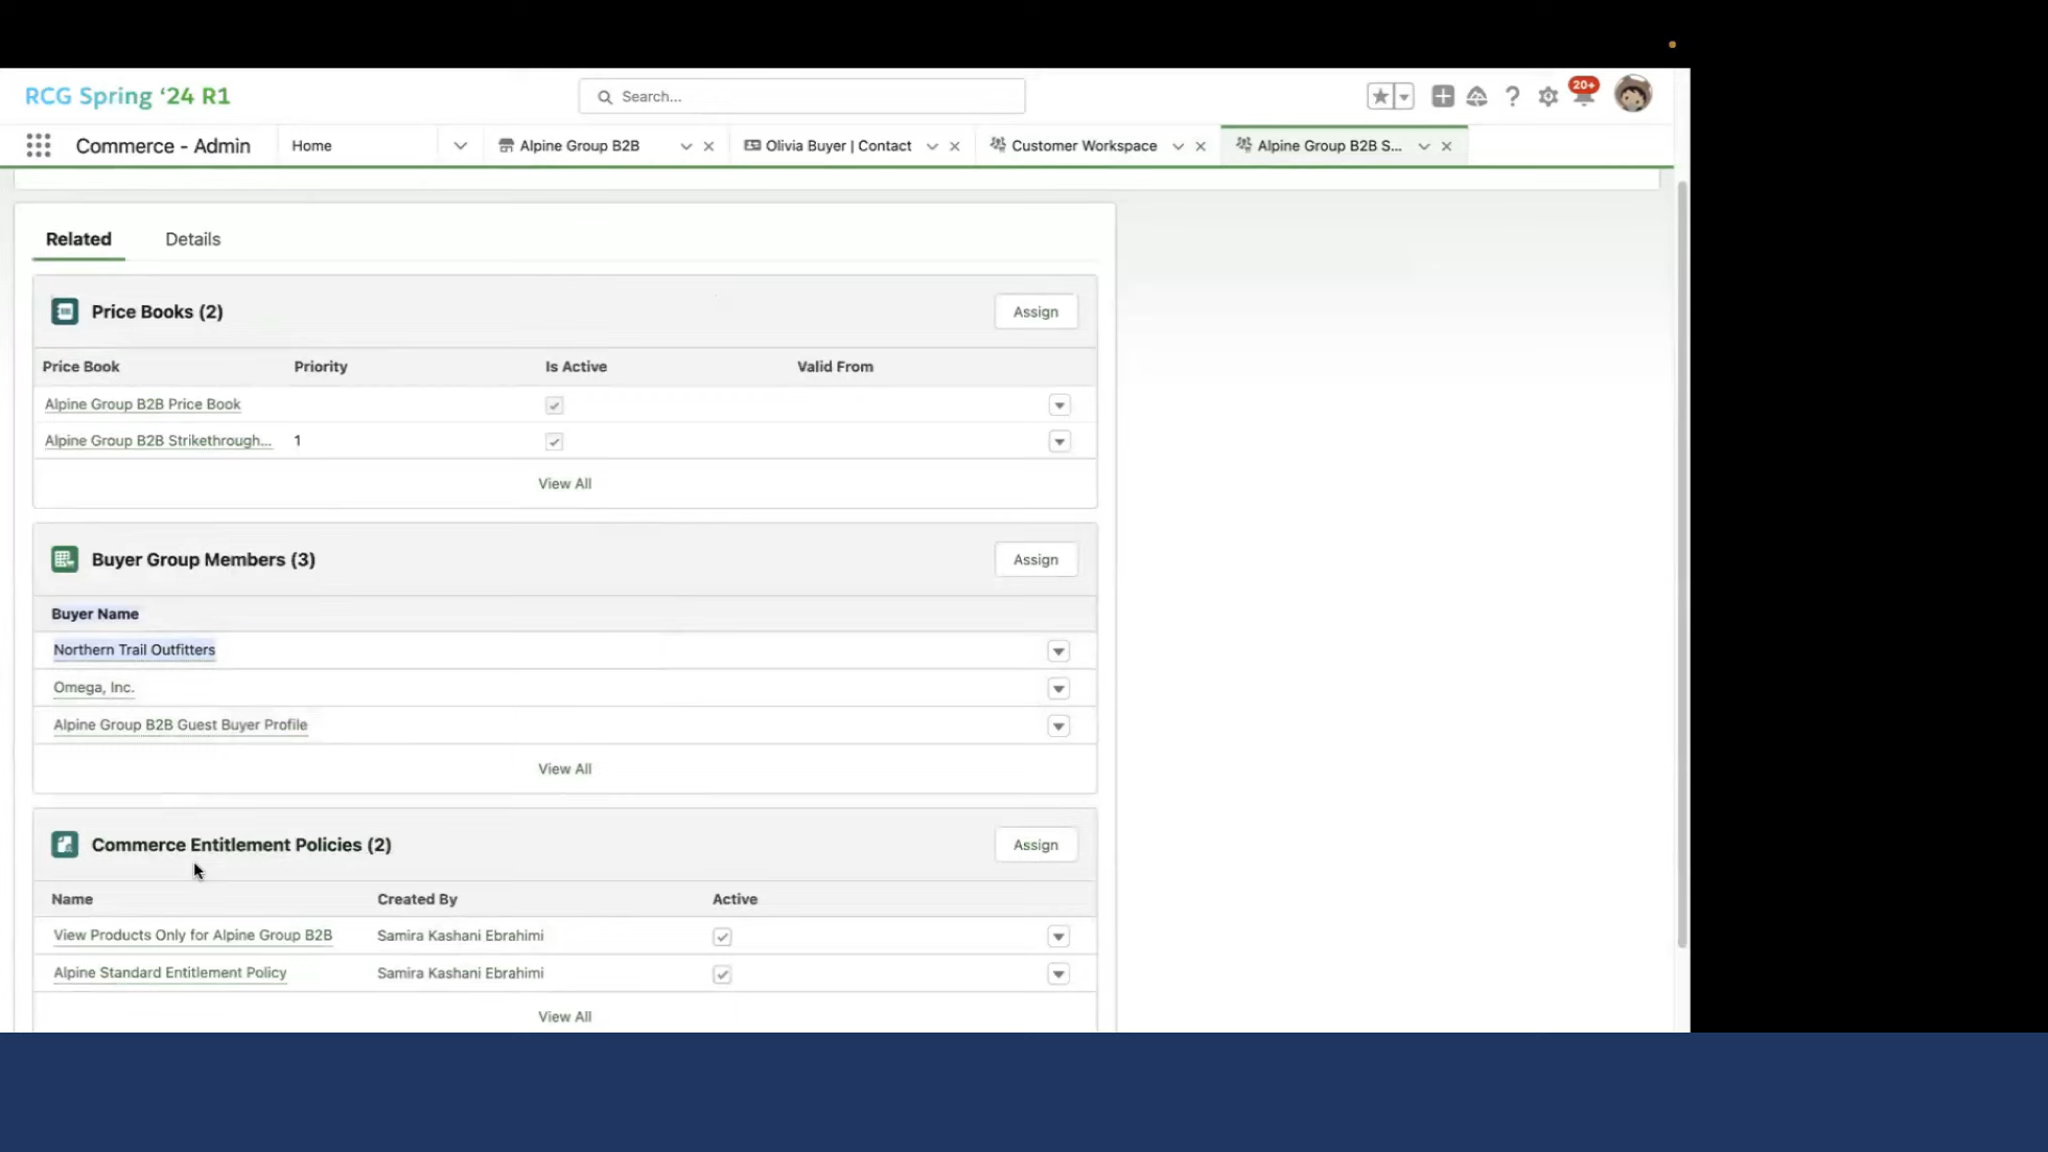 RCG Spring ‘24 R1
Search...
20+
Commerce - Admin
Home
Alpine Group B2B
Olivia Buyer | Contact
Customer Workspace
Alpine Group B2B S...
Related
Details
Price Books (2)
Assign
Price Book Priority Is Active Valid From
Alpine Group B2B Price Book
Alpine Group B2B Strikethrough... 1
View All
Buyer Group Members (3)
Assign
Buyer Name
Northern Trail Outfitters
Omega, Inc.
Alpine Group B2B Guest Buyer Profile
View All
Commerce Entitlement Policies (2)
Assign
Name Created By Active
View Products Only for Alpine Group B2B Samira Kashani Ebrahimi
Alpine Standard Entitlement Policy Samira Kashani Ebrahimi
View All